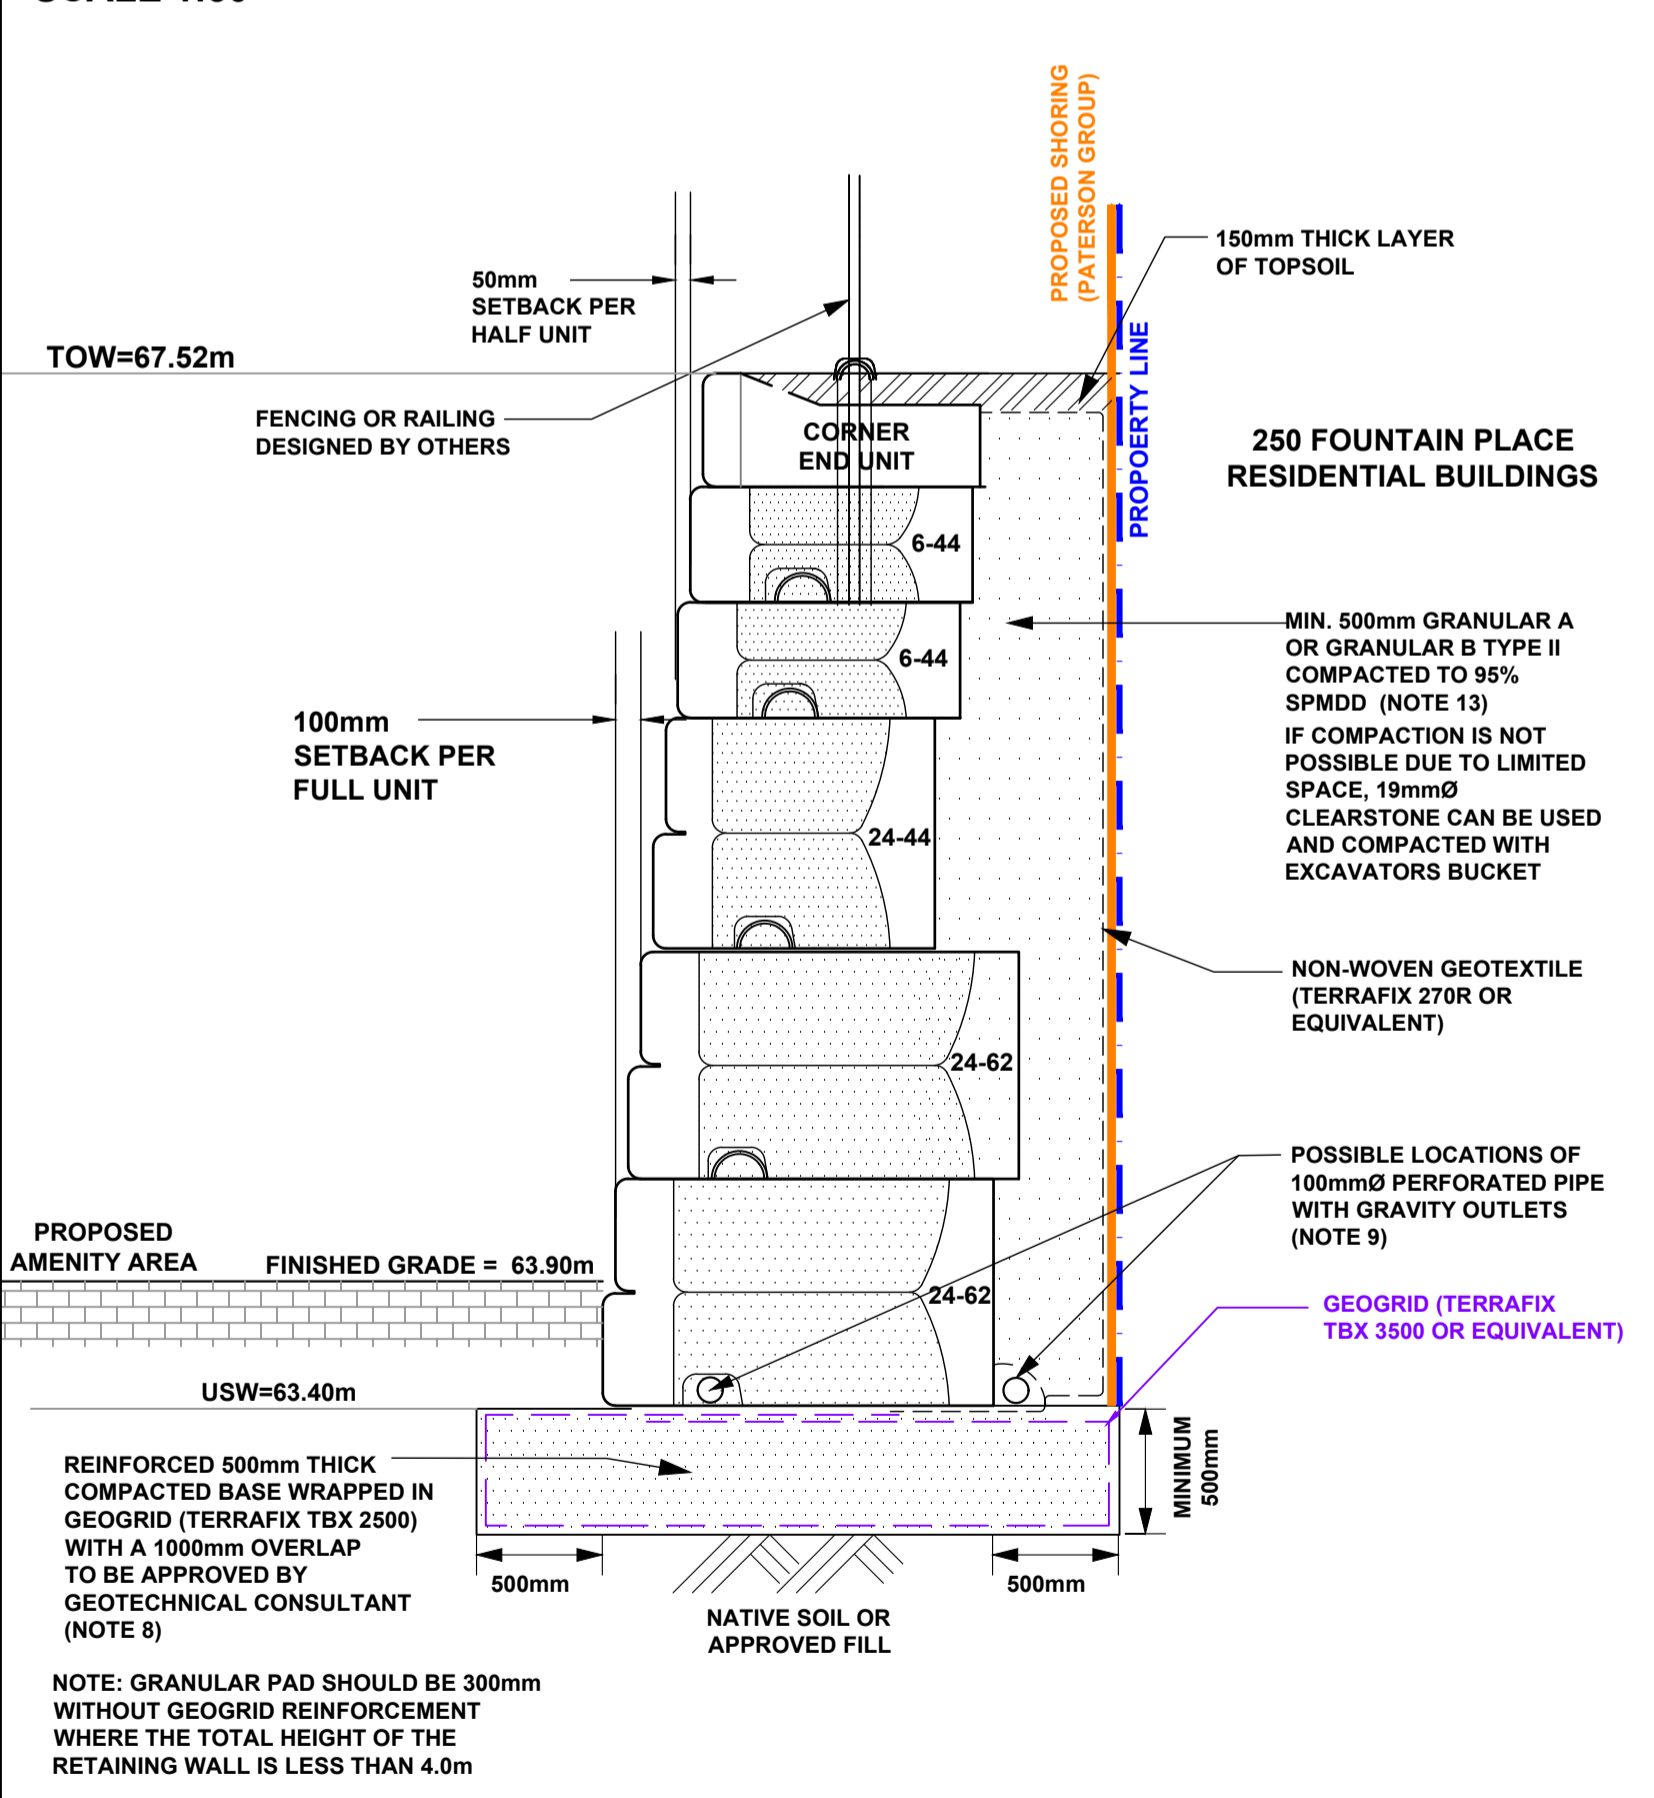 PROPOSED SHORING
(PATERSON GROUP)
150mm THICK LAYER
OF TOPSOIL
50mm
SETBACK PER
HALF UNIT
PROPOERTY LINE
TOW=67.52m
FENCING OR RAILING
DESIGNED BY OTHERS
CORNER
END UNIT
250 FOUNTAIN PLACE
RESIDENTIAL BUILDINGS
6-44
6-44
MIN. 500mm GRANULAR A
OR GRANULAR B TYPE II
COMPACTED TO 95%
SPMDD (NOTE 13)
IF COMPACTION IS NOT
POSSIBLE DUE TO LIMITED
SPACE, 19mmØ
CLEARSTONE CAN BE USED
AND COMPACTED WITH
EXCAVATORS BUCKET
100mm
SETBACK PER
FULL UNIT
24-44
NON-WOVEN GEOTEXTILE
(TERRAFIX 270R OR
EQUIVALENT)
24-62
POSSIBLE LOCATIONS OF
100mmØ PERFORATED PIPE
WITH GRAVITY OUTLETS
(NOTE 9)
PROPOSED
AMENITY AREA
FINISHED GRADE = 63.90m
24-62
GEOGRID (TERRAFIX
TBX 3500 OR EQUIVALENT)
USW=63.40m
REINFORCED 500mm THICK
COMPACTED BASE WRAPPED IN
GEOGRID (TERRAFIX TBX 2500)
WITH A 1000mm OVERLAP
TO BE APPROVED BY
GEOTECHNICAL CONSULTANT
(NOTE 8)
MINIMUM
500mm
500mm
500mm
NATIVE SOIL OR
APPROVED FILL
NOTE: GRANULAR PAD SHOULD BE 300mm
WITHOUT GEOGRID REINFORCEMENT
WHERE THE TOTAL HEIGHT OF THE
RETAINING WALL IS LESS THAN 4.0m